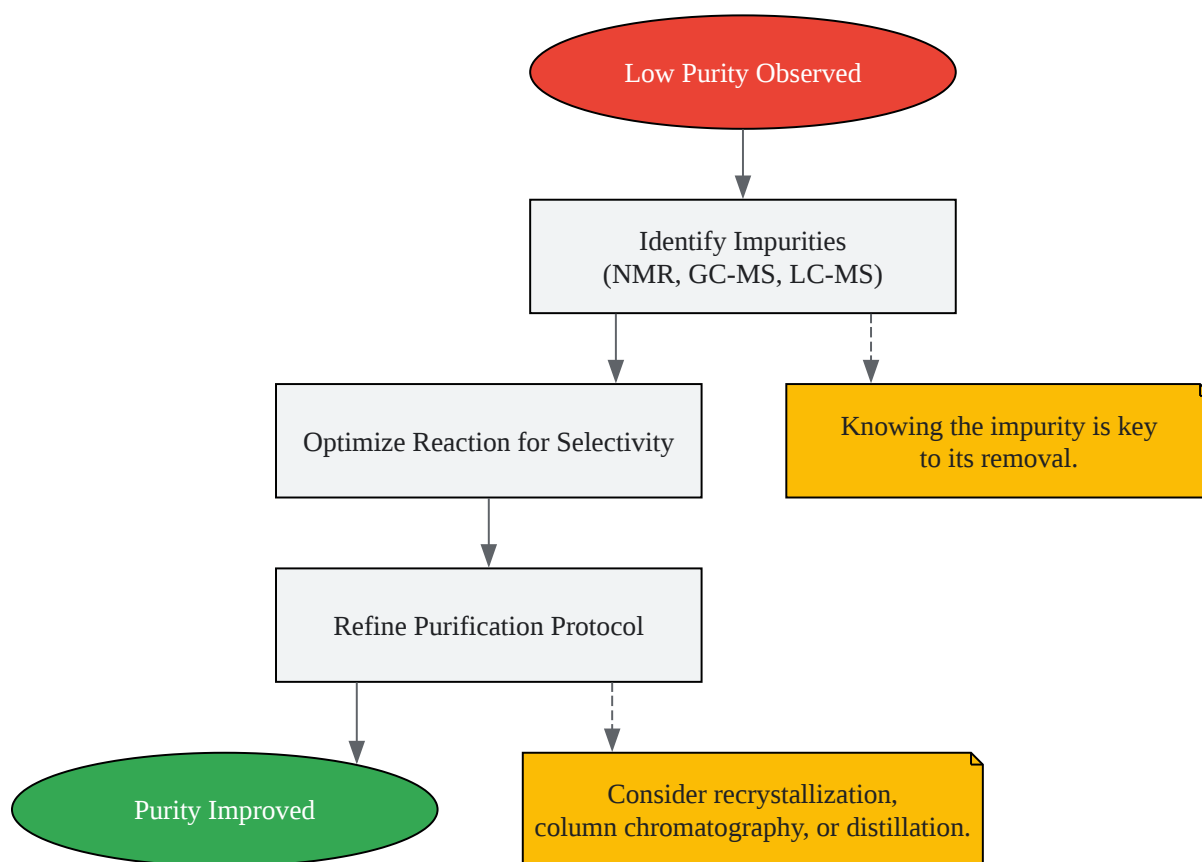 Low Purity Observed
Identify Impurities
(NMR, GC-MS, LC-MS)
Optimize Reaction for Selectivity
Knowing the impurity is key
to its removal.
Refine Purification Protocol
Purity Improved
Consider recrystallization,
column chromatography, or distillation.